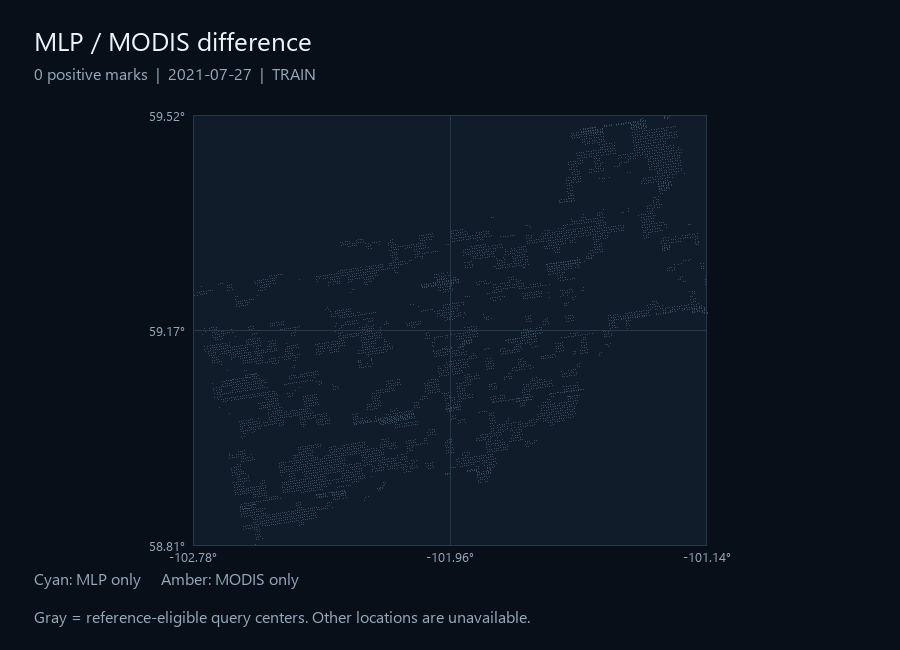 MLP / MODIS difference
0 positive marks | 2021-07-27 | TRAIN
59.52°
59.17°
58.81°
-102.78° -101.96° -101.14°
Cyan: MLP only Amber: MODIS only
Gray = reference-eligible query centers. Other locations are unavailable.